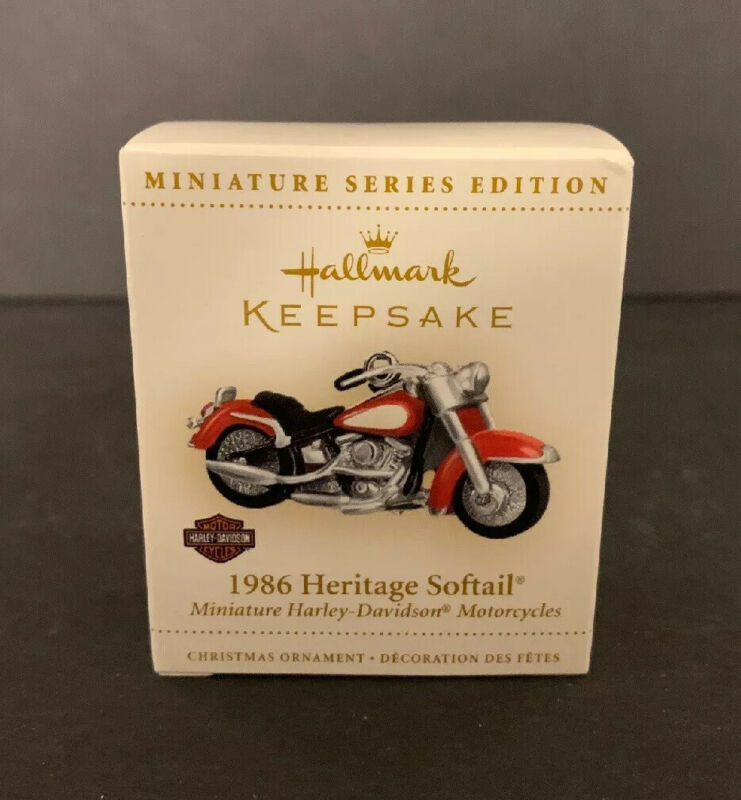 MINIATURE SERIES EDITION
Hallmark
KEEPSAKE
MOTOR
HARLEY-DAVIDSON
CYCLES
1986 Heritage Softail®
Miniature Harley-Davidson® Motorcycles
CHRISTMAS ORNAMENT • DÉCORATION DES FÊTES